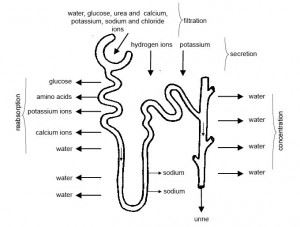 water, glucose, urea and calcium,
potassium, sodium and chloride
ions
filtration
hydrogen ions
potassium
secretion
glucose
amino acids
potassium ions
calcium ions
water
water
water
reabsorption
sodium
sodium
water
water
water
water
concentration
urine